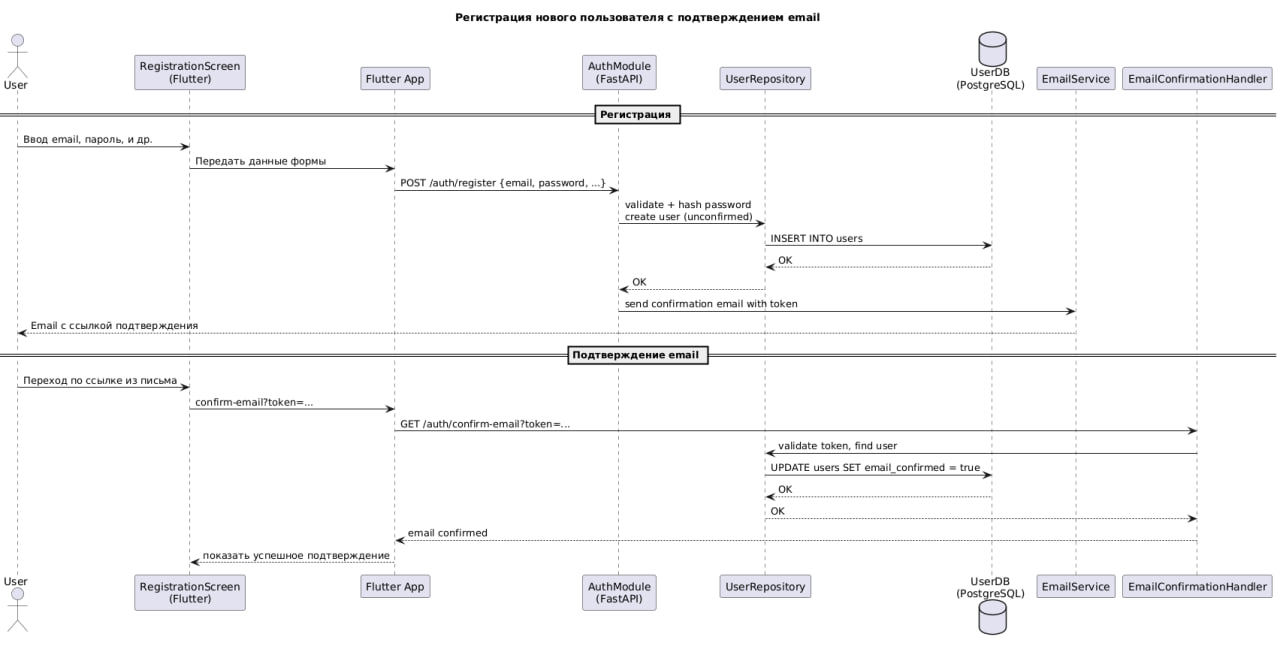 Регистрация нового пользователя с подтверждением email
User
RegistrationScreen
(Flutter)
Flutter App
AuthModule
(FastAPI)
UserRepository
UserDB
(PostgreSQL)
EmailService
EmailConfirmationHandler
Регистрация
Ввод email, пароль, и др.
Передать данные формы
POST /auth/register {email, password, ...}
validate + hash password
create user (unconfirmed)
INSERT INTO users
OK
OK
send confirmation email with token
Email с ссылкой подтверждения
Подтверждение email
Переход по ссылке из письма
confirm-email?token=...
GET /auth/confirm-email?token=...
validate token, find user
UPDATE users SET email_confirmed = true
OK
OK
email confirmed
показать успешное подтверждение
User
RegistrationScreen
(Flutter)
Flutter App
AuthModule
(FastAPI)
UserRepository
UserDB
(PostgreSQL)
EmailService
EmailConfirmationHandler